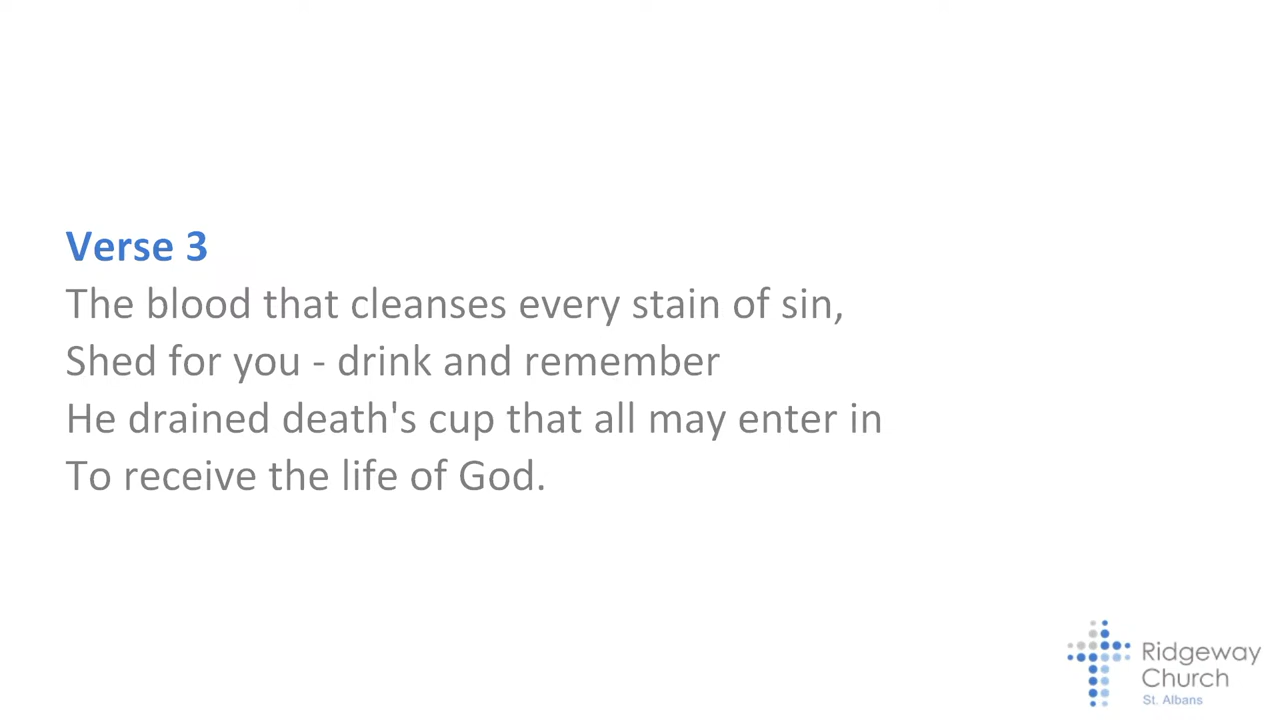 Verse 3
The blood that cleanses every stain of sin,
Shed for you - drink and remember
He drained death's cup that all may enter in
To receive the life of God.
Ridgeway
Church
St. Albans